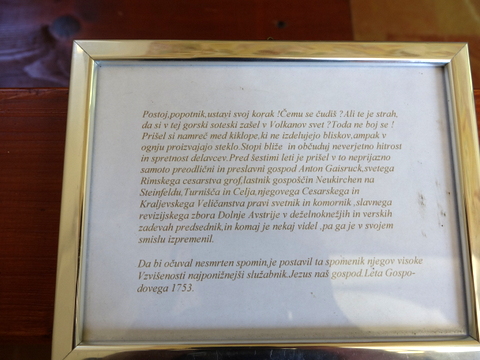 Postoj,popotnik,ustavi svoj korak !Čemu se čudiš ?Ali te je strah,
da si v tej gorski soteski zašel v Volkanov svet ?Toda ne boj se !
Prišel si namreč med kiklope,ki ne izdelujejo bliskov,ampak v
ognju proizvajajo steklo.Stopi bliže in občuduj neverjetno hitrost
in spretnost delavcev.Pred šestimi leti je prišel v to neprijazno
samoto preodlični in preslavni gospod Anton Gaisruck,svetega
Rimskega cesarstva grof,lastnik gospoščin Neukirchen na
Steinfeldu,Turnišča in Celja,njegovega Cesarskega in
Kraljevskega Veličanstva pravi svetnik in komornik ,slavnega
revizijskega zbora Dolnje Avstrije v deželnoknežjih in verskih
zadevah predsednik,in komaj je nekaj videl ,pa ga je v svojem
smislu izpremenil.
Da bi očuval nesmrten spomin,je postavil ta spomenik njegov visoke
Vzvišenosti najponižnejši služabnik.Jezus naš gospod.Leta Gospo-
dovega 1753.